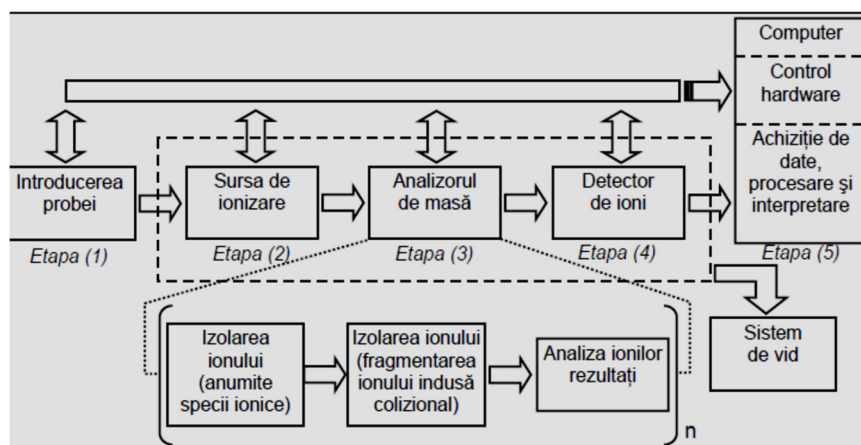 Computer
Control
hardware
Achiziție de
date,
procesare și
interpretare
Introducerea
probei
Sursa de
ionizare
Analizorul
de masă
Detector
de ioni
Etapa (1)
Etapa (2)
Etapa (3)
Etapa (4)
Etapa (5)
Izolarea
ionului
(anumite
specii ionice)
Izolarea ionului
(fragmentarea
ionului indusă
colizional)
Analiza ionilor
rezultați
Sistem
de vid
n